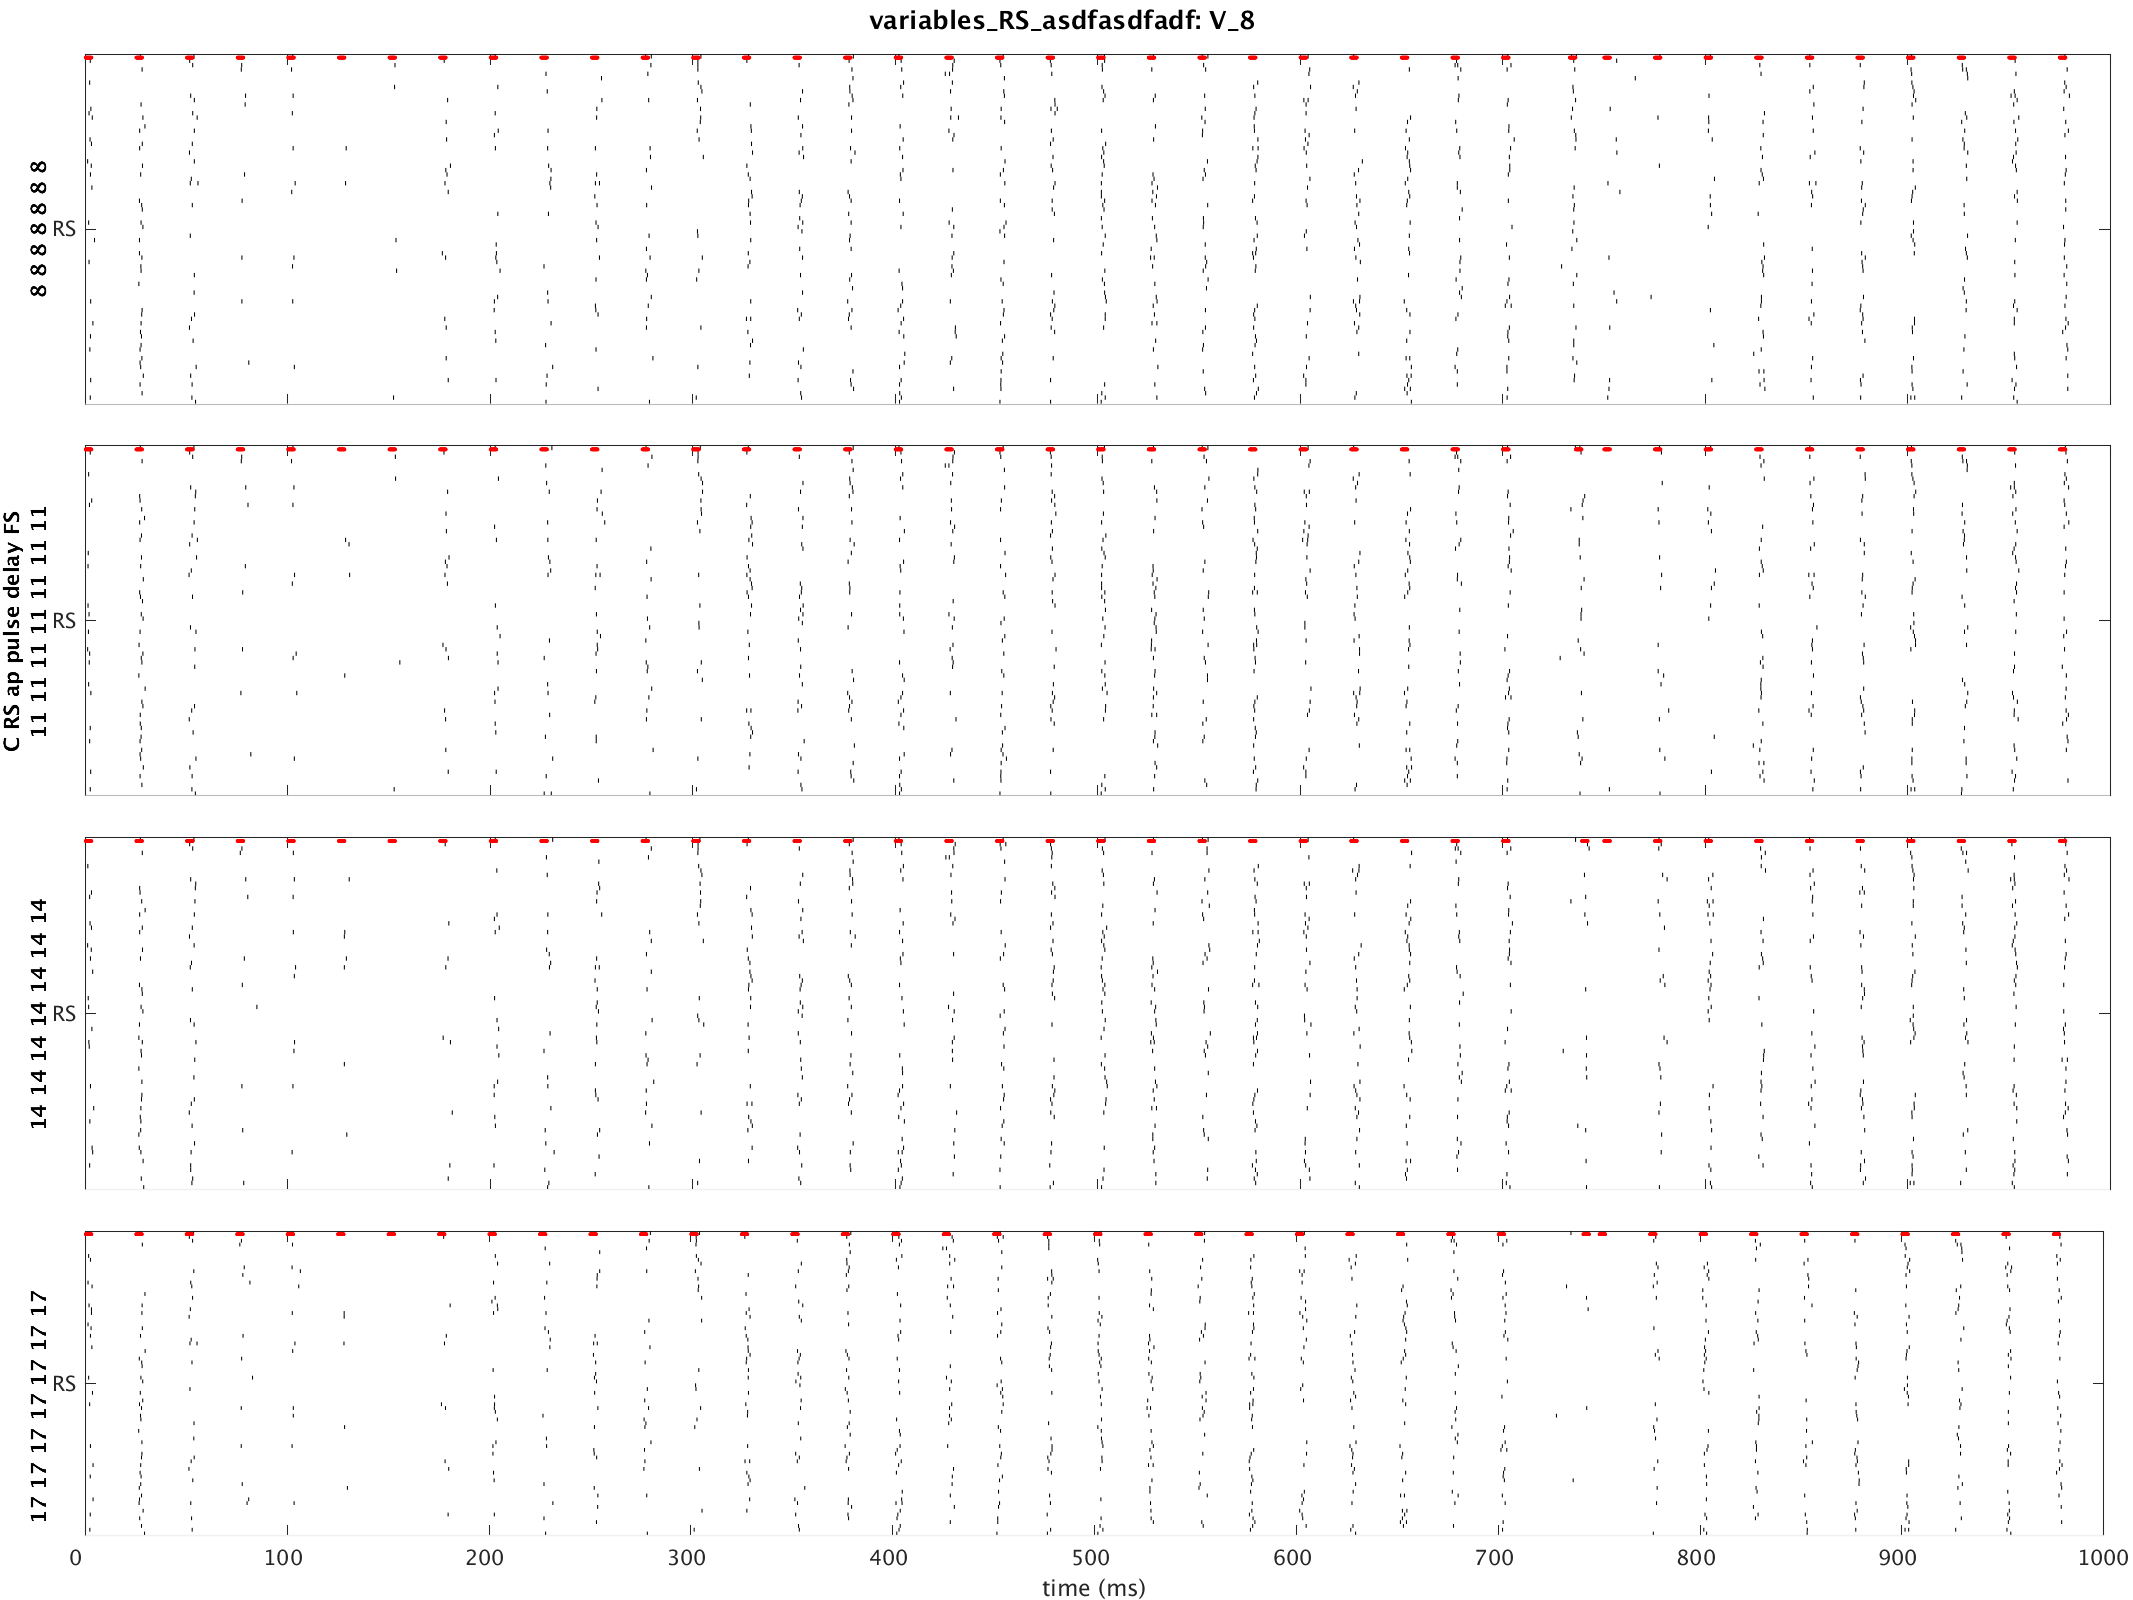 variables_RS_asdfasdfadf: V_8
8 8 8 8 8 8 8
RS
C RS ap pulse delay FS
11 11 11 11 11 11 11
RS
14 14 14 14 14 14 14
RS
17 17 17 17 17 17 17
RS
0 100 200 300 400 500 600 700 800 900 1000
time (ms)